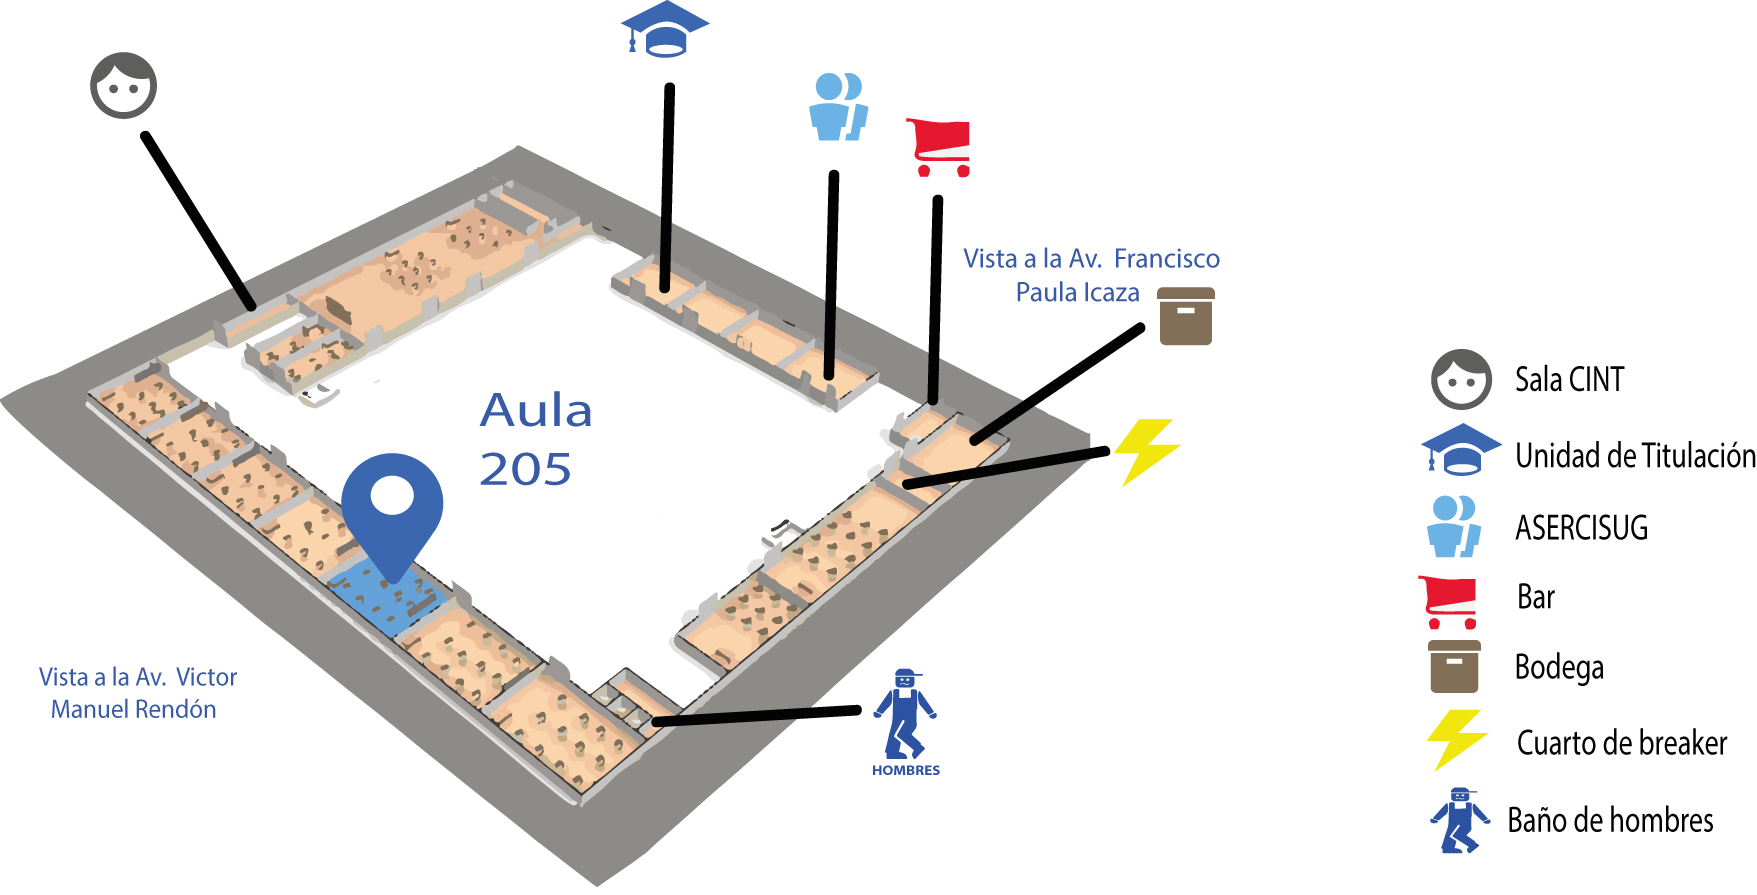 Vista a la Av. Francisco
Paula Icaza
Aula
205
Vista a la Av. Victor
Manuel Rendón
HOMBRES
Sala CINT
Unidad de Titulación
ASERCISUG
Bar
Bodega
Cuarto de breaker
Baño de hombres